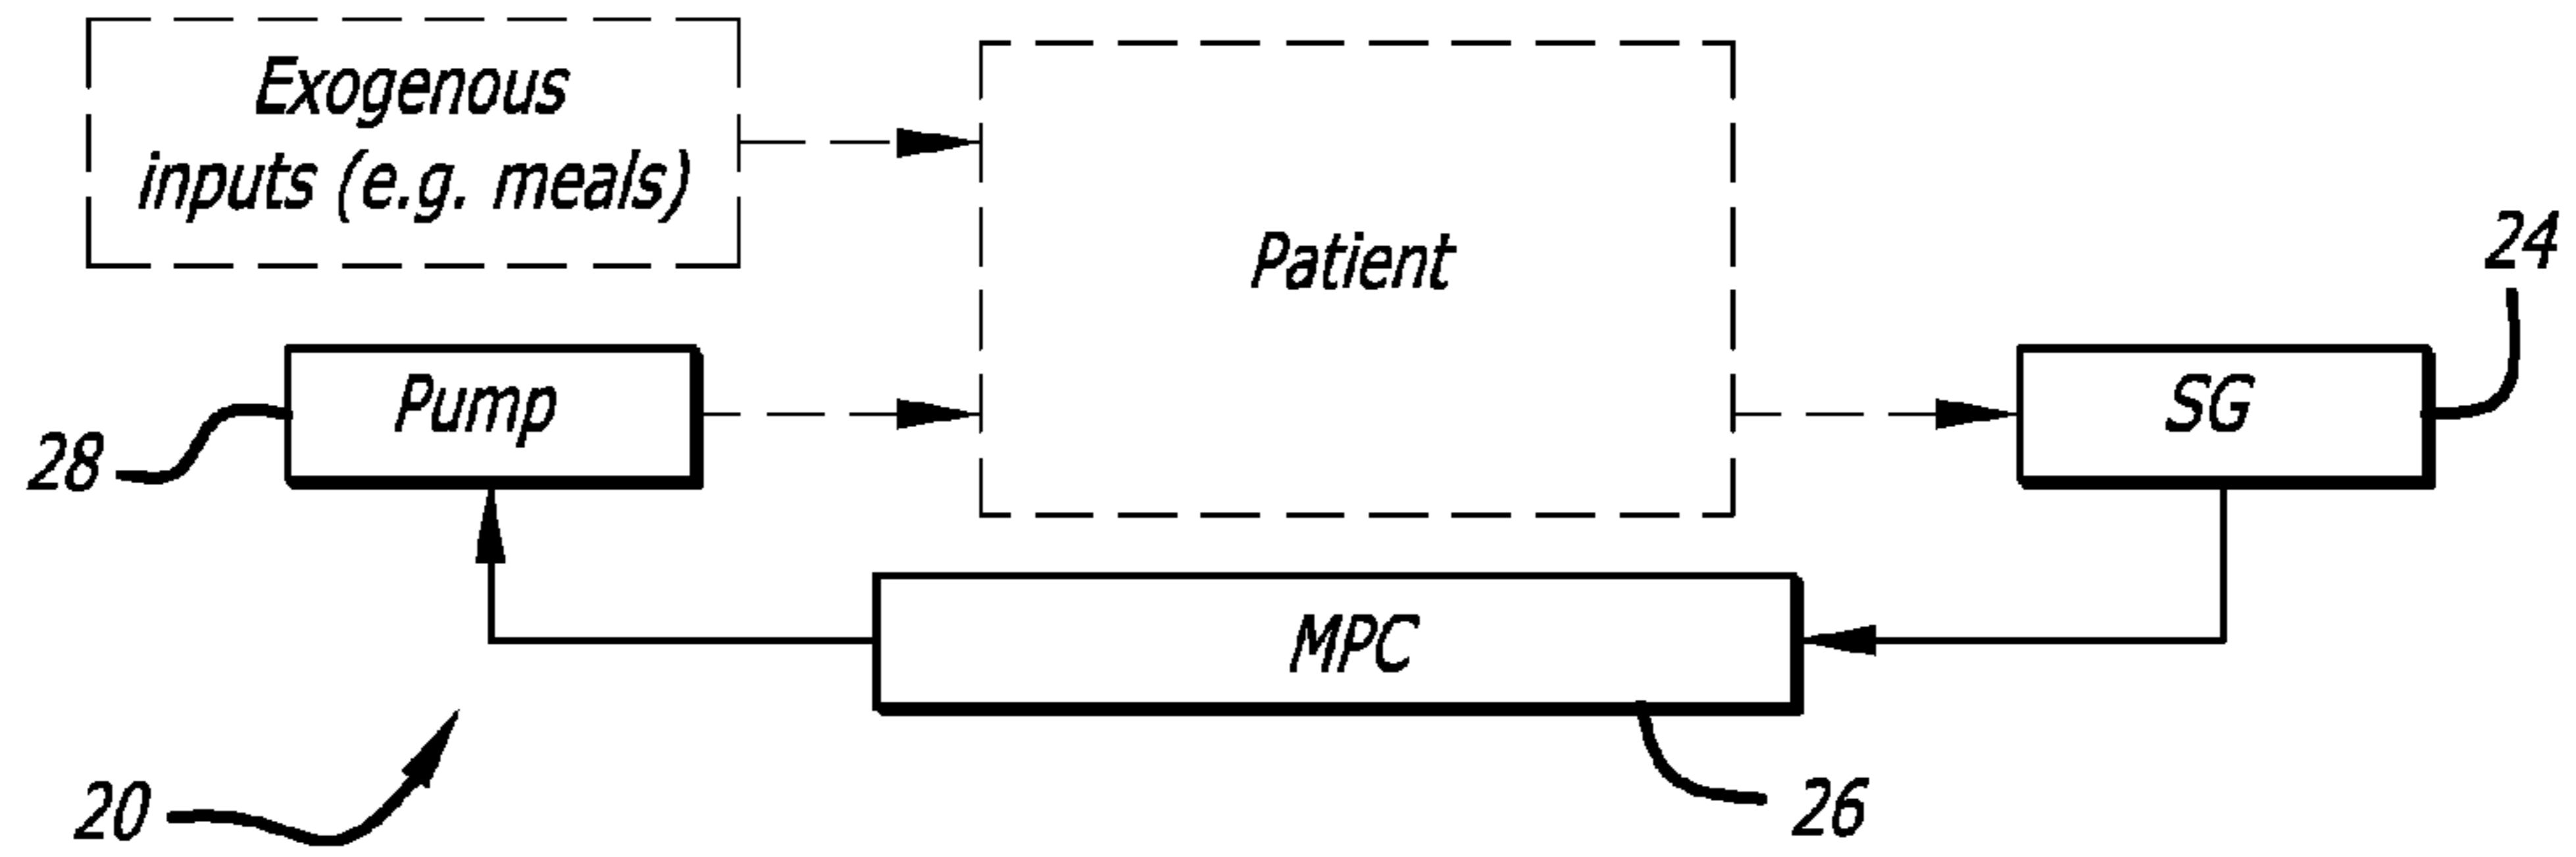 Exogenous
inputs (e.g. meals)
Patient
24
Pump
SG
28
MPC
20
26